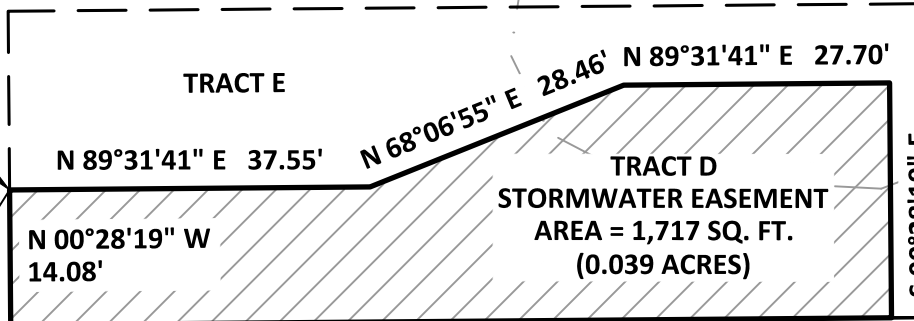 N 89°31'41" E 27.70'
TRACT E
N 68°06'55" E 28.46'
N 89°31'41" E 37.55'
TRACT D
STORMWATER EASEMENT
AREA = 1,717 SQ. FT.
(0.039 ACRES)
N 00°28'19" W
14.08'